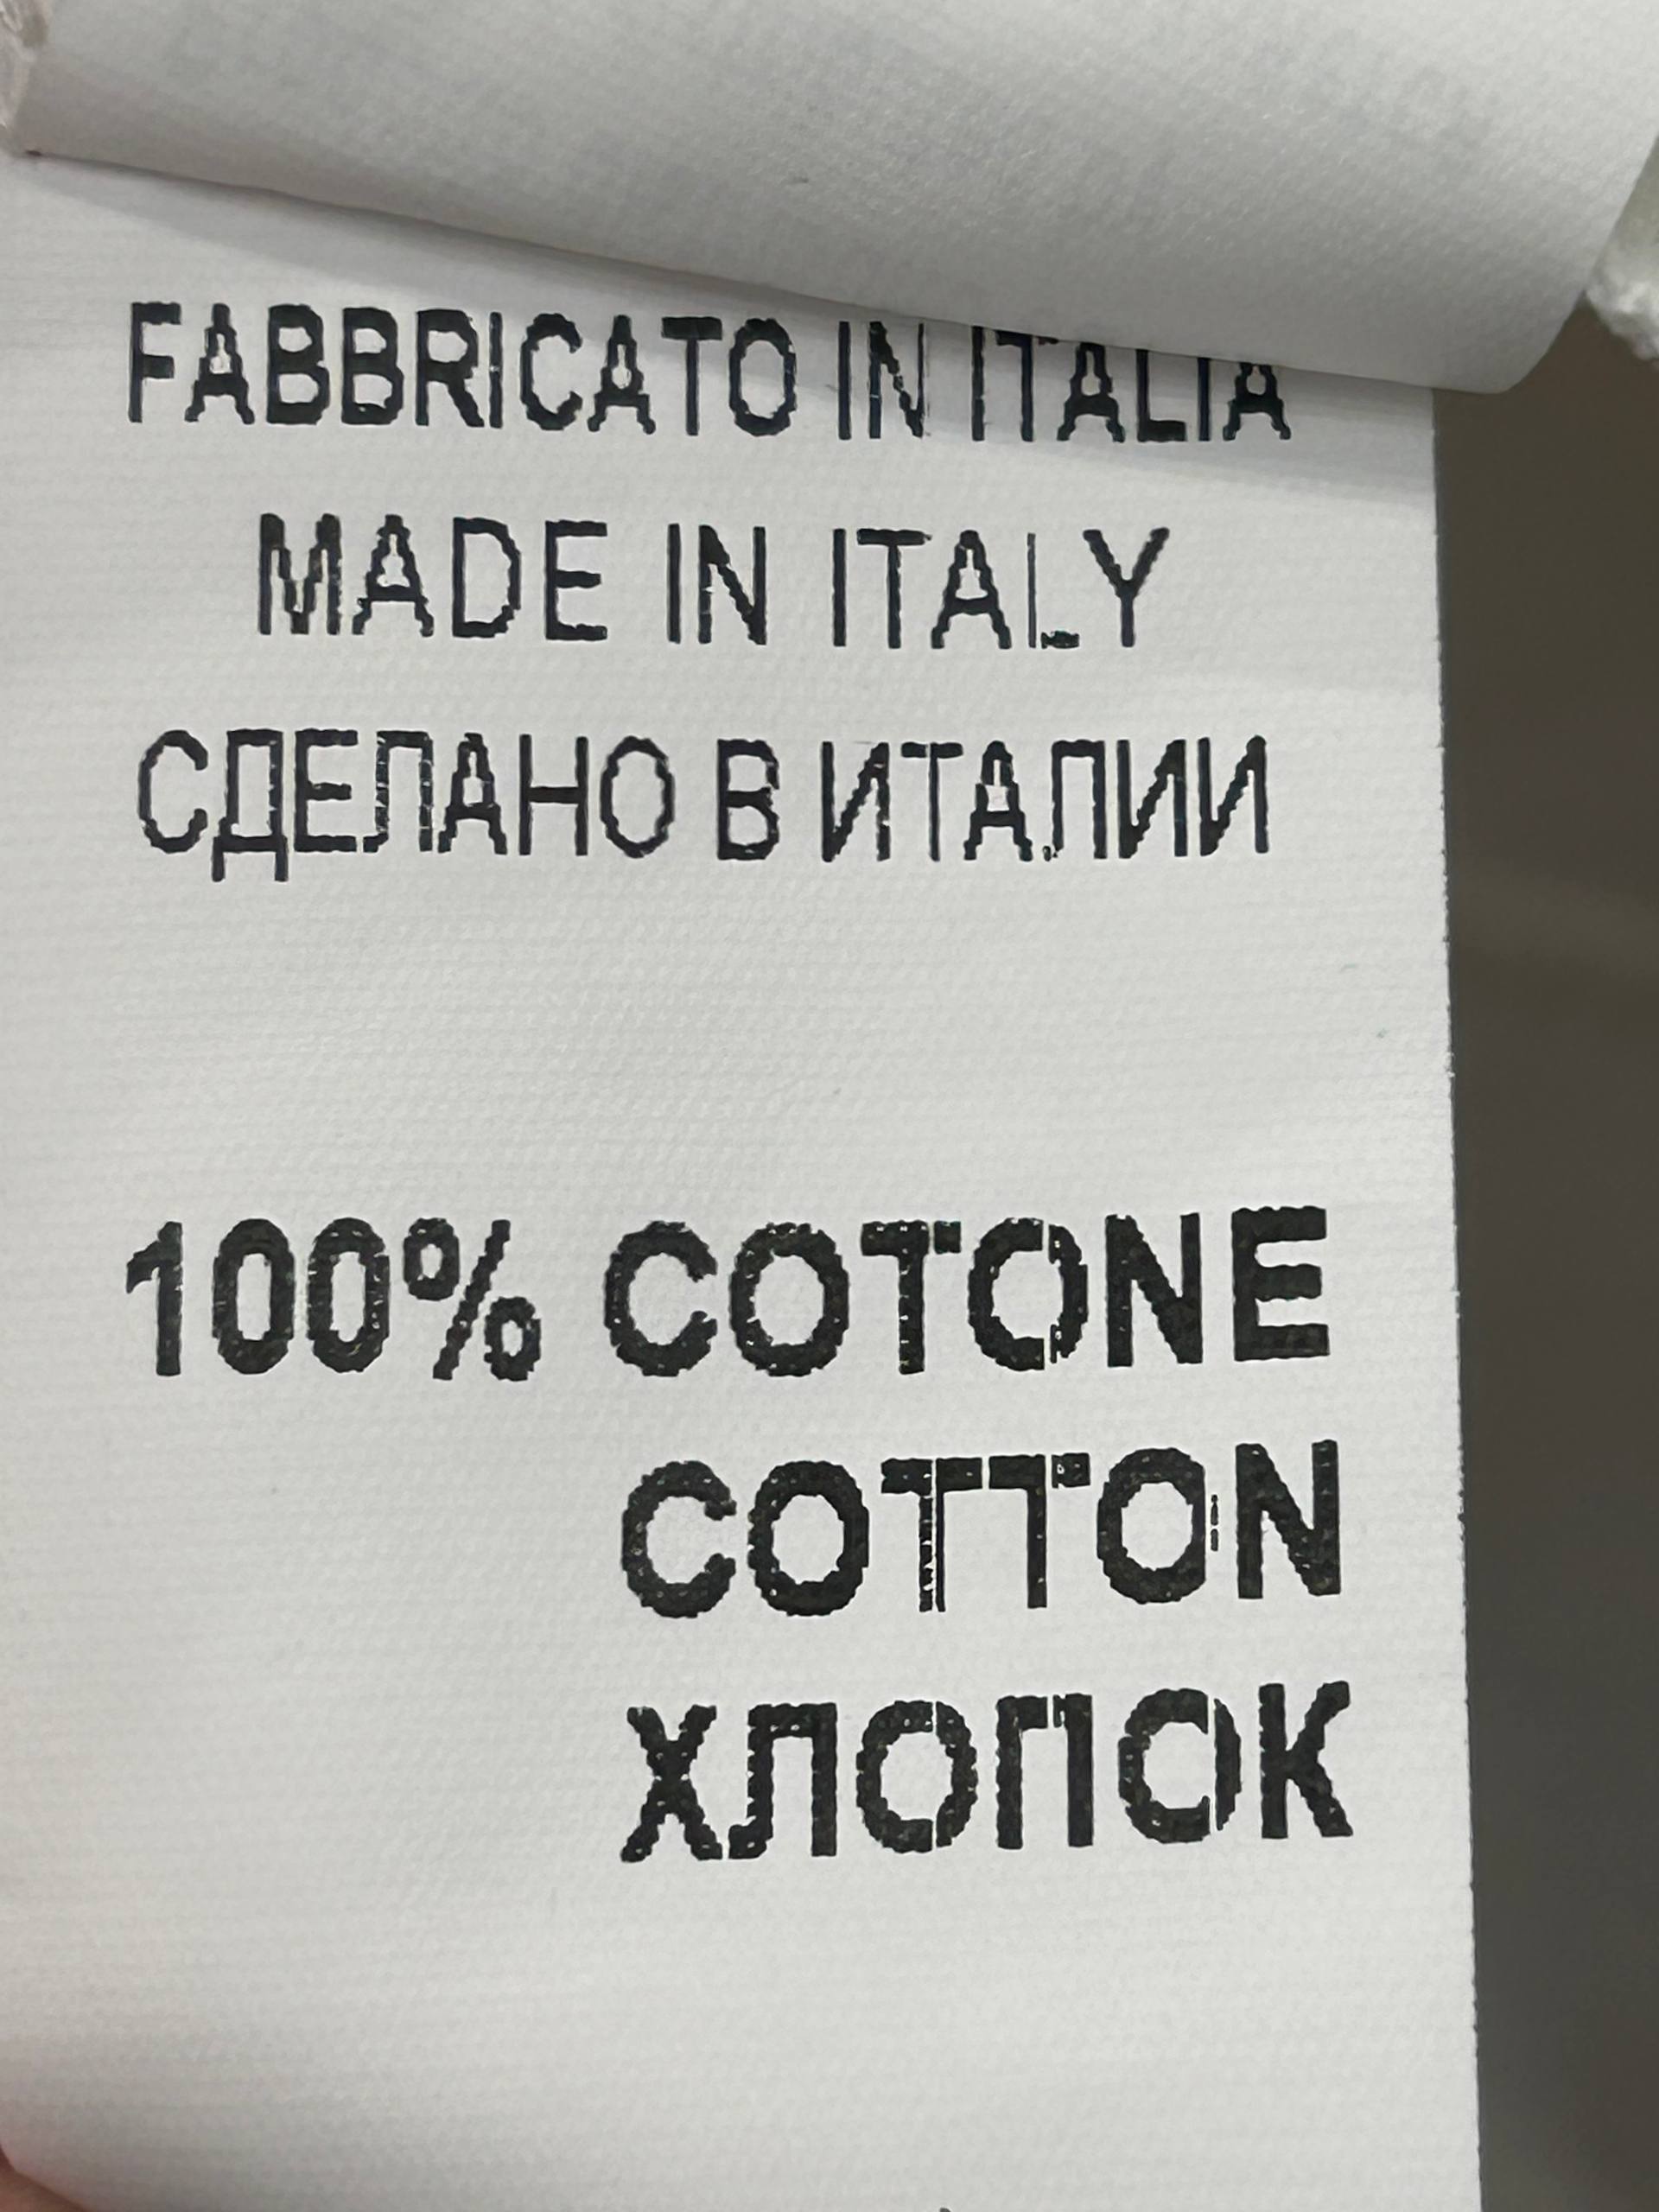 FABBRICATO IN ITALIA
MADE IN ITALY
СДЕЛАНО В ИТАЛИИ
100% COTONE
COTTON
ХЛОПОК